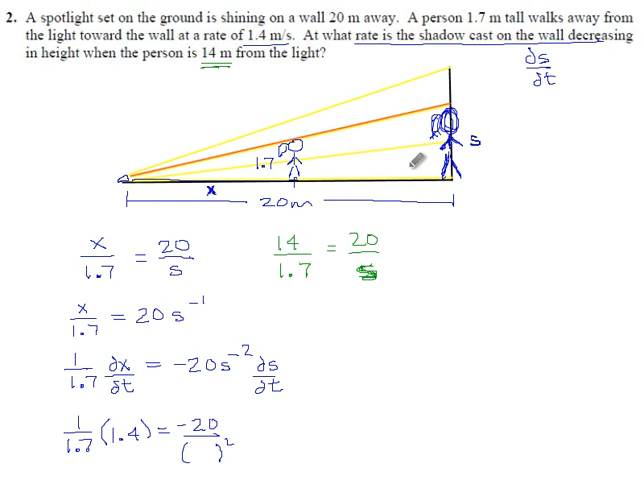 2. A spotlight set on the ground is shining on a wall 20 m away. A person 1.7 m tall walks away from
the light toward the wall at a rate of 1.4 m/s. At what rate is the shadow cast on the wall decreasing
in height when the person is 14 m from the light?
ds/dt
1.7
s
x
20m
x/1.7 = 20/s
14/1.7 = 20/s
x/1.7 = 20s⁻¹
1/1.7 dx/dt = -20s⁻² ds/dt
1/1.7 (1.4) = -20/( )²